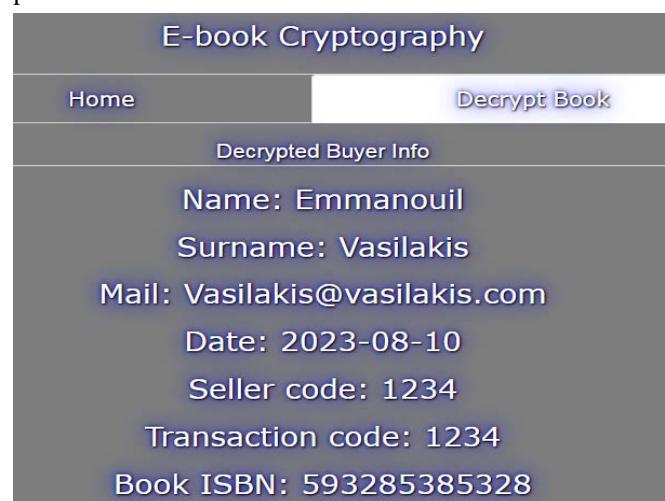 E-book Cryptography
Home Decrypt Book
Decrypted Buyer Info
Name: Emmanouil
Surname: Vasilakis
Mail: Vasilakis@vasilakis.com
Date: 2023-08-10
Seller code: 1234
Transaction code: 1234
Book ISBN: 593285385328